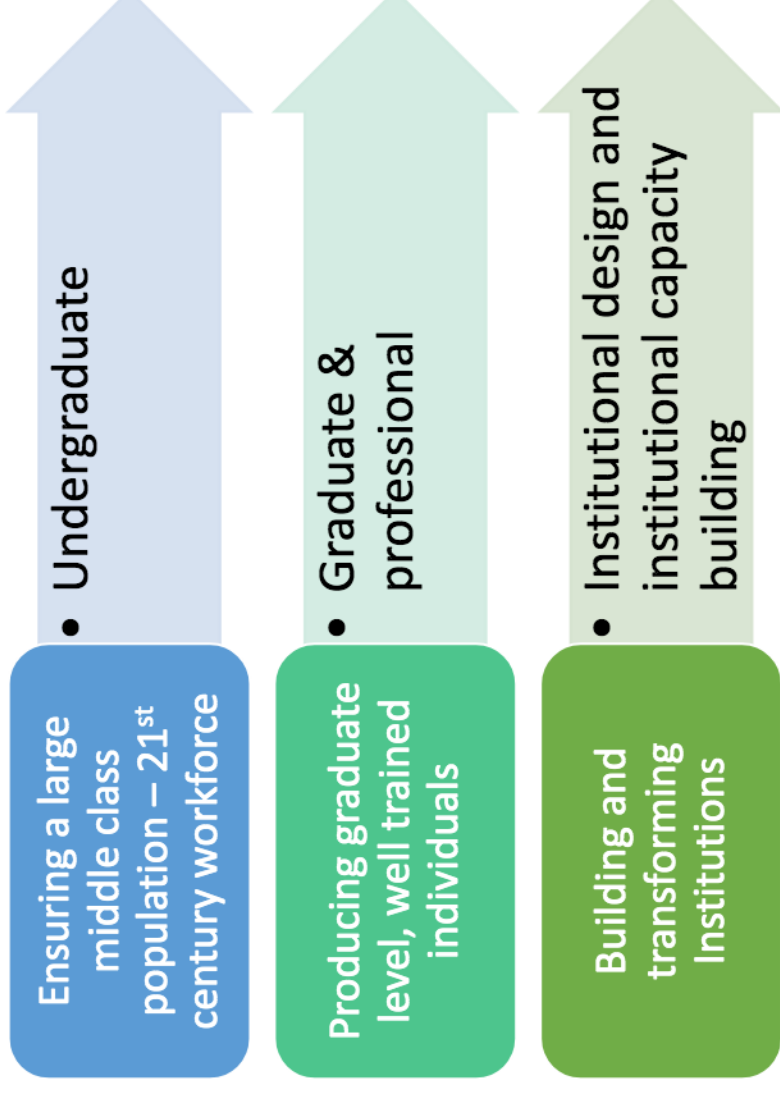 Ensuring a large
middle class
population – 21st
century workforce
• Undergraduate
Producing graduate
level, well trained
individuals
• Graduate &
professional
Building and
transforming
Institutions
• Institutional design and
institutional capacity
building